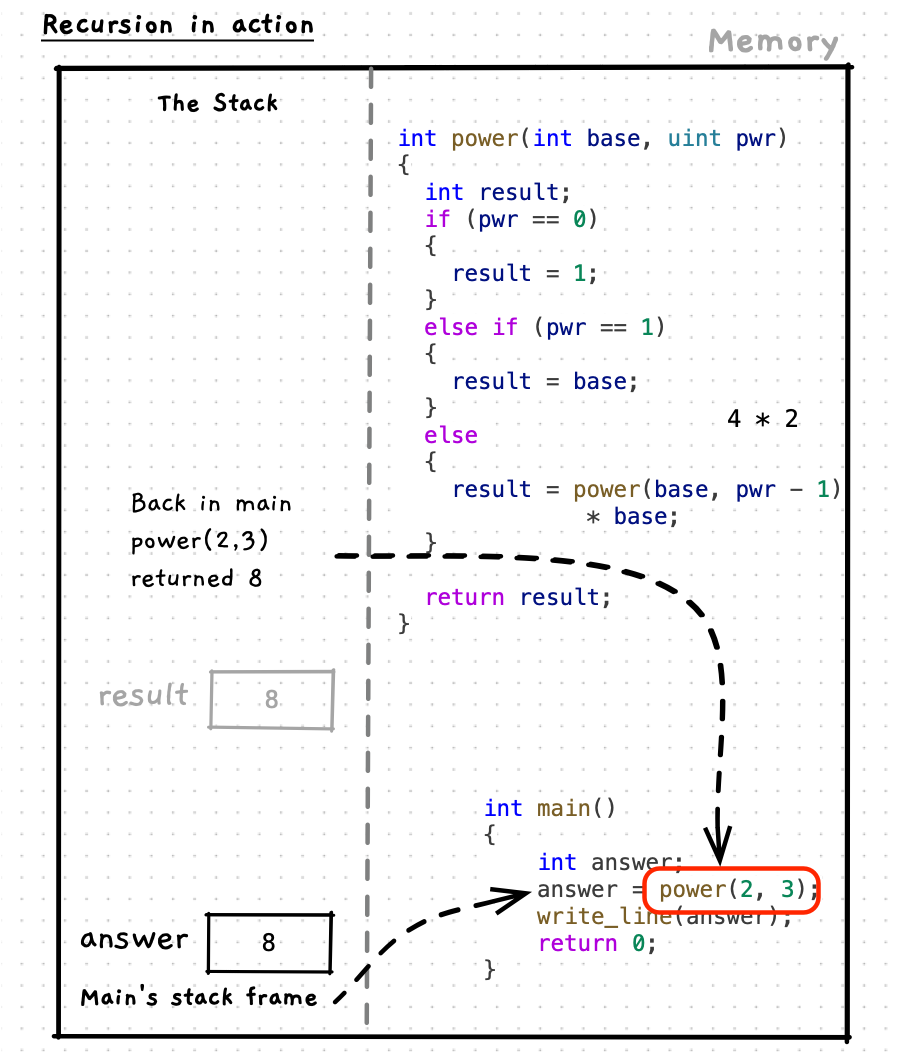 Recursion in action
Memory
The Stack
int power(int base, uint pwr)
{
int result;
if (pwr == 0)
{
result = 1;
}
else if (pwr == 1)
{
result = base;
}
4 * 2
else
{
result = power(base, pwr - 1)
* base;
}
return result;
}
Back in main
power(2,3)
returned 8
result 8
int main()
{
int answer;
answer = power(2, 3);
write_line(answer);
return 0;
}
answer 8
Main's stack frame